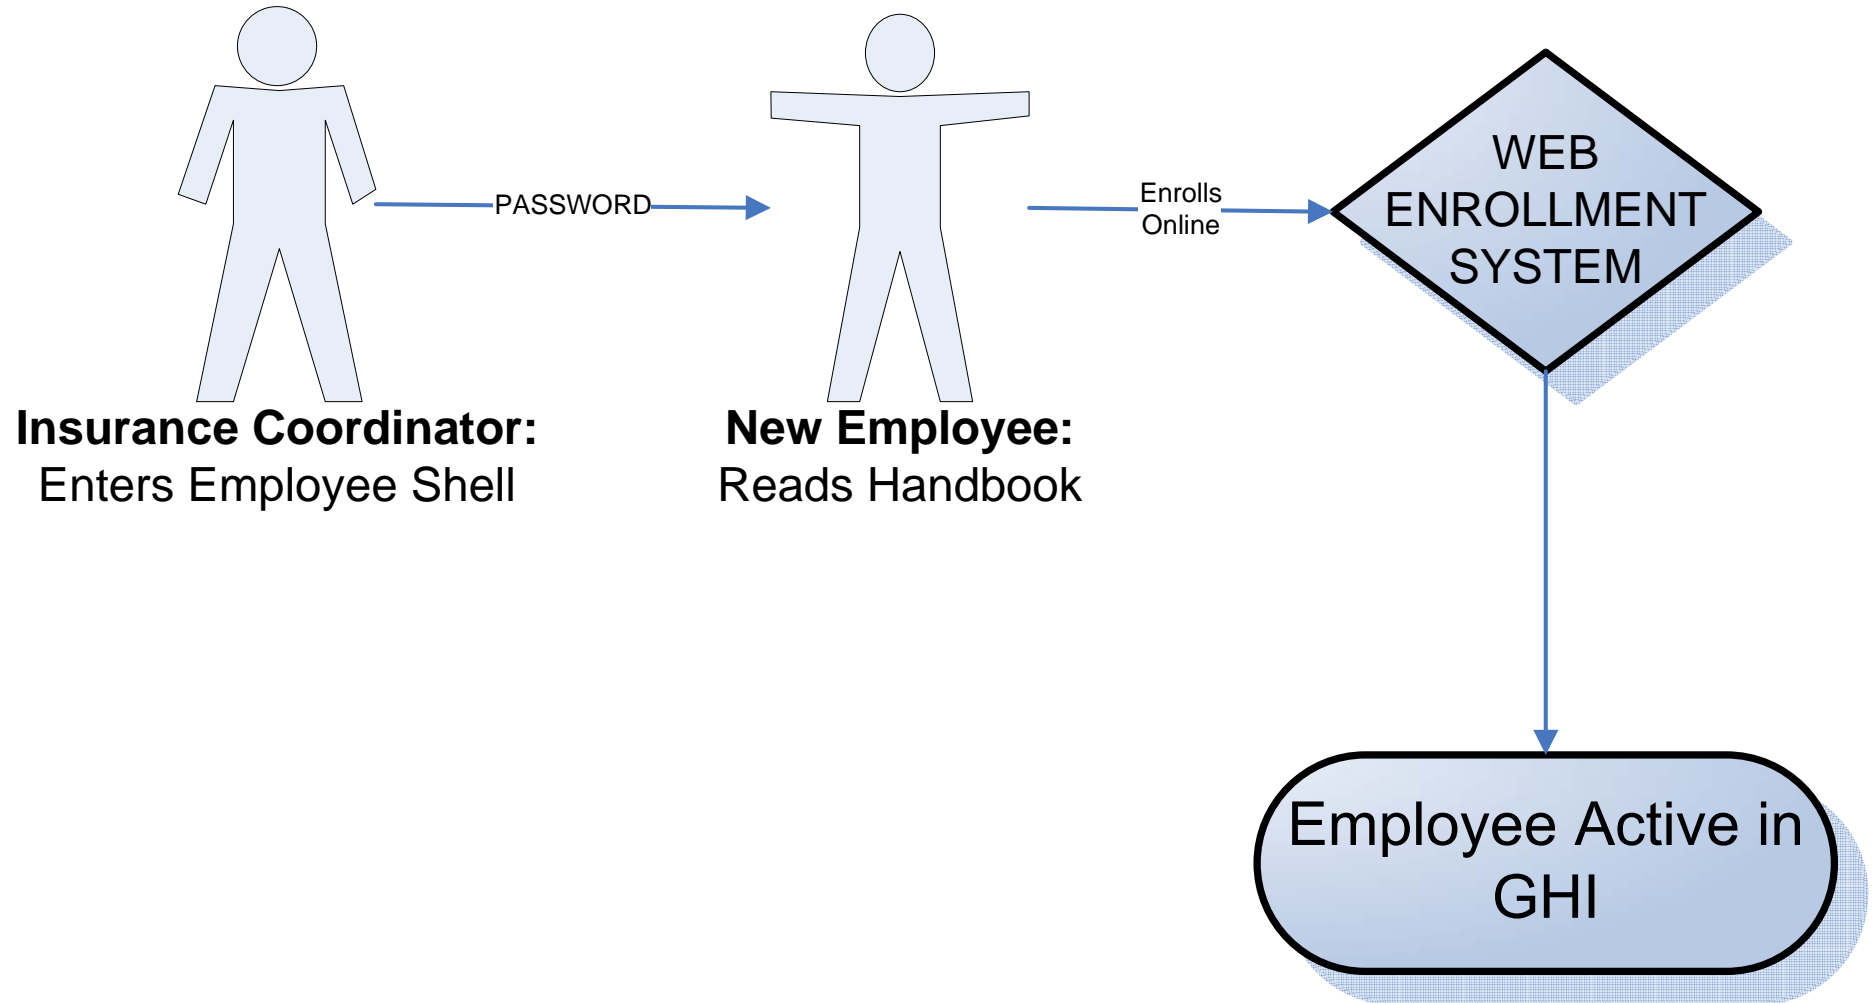 PASSWORD
Enrolls
Online
WEB
ENROLLMENT
SYSTEM
Insurance Coordinator:
Enters Employee Shell
New Employee:
Reads Handbook
Employee Active in
GHI